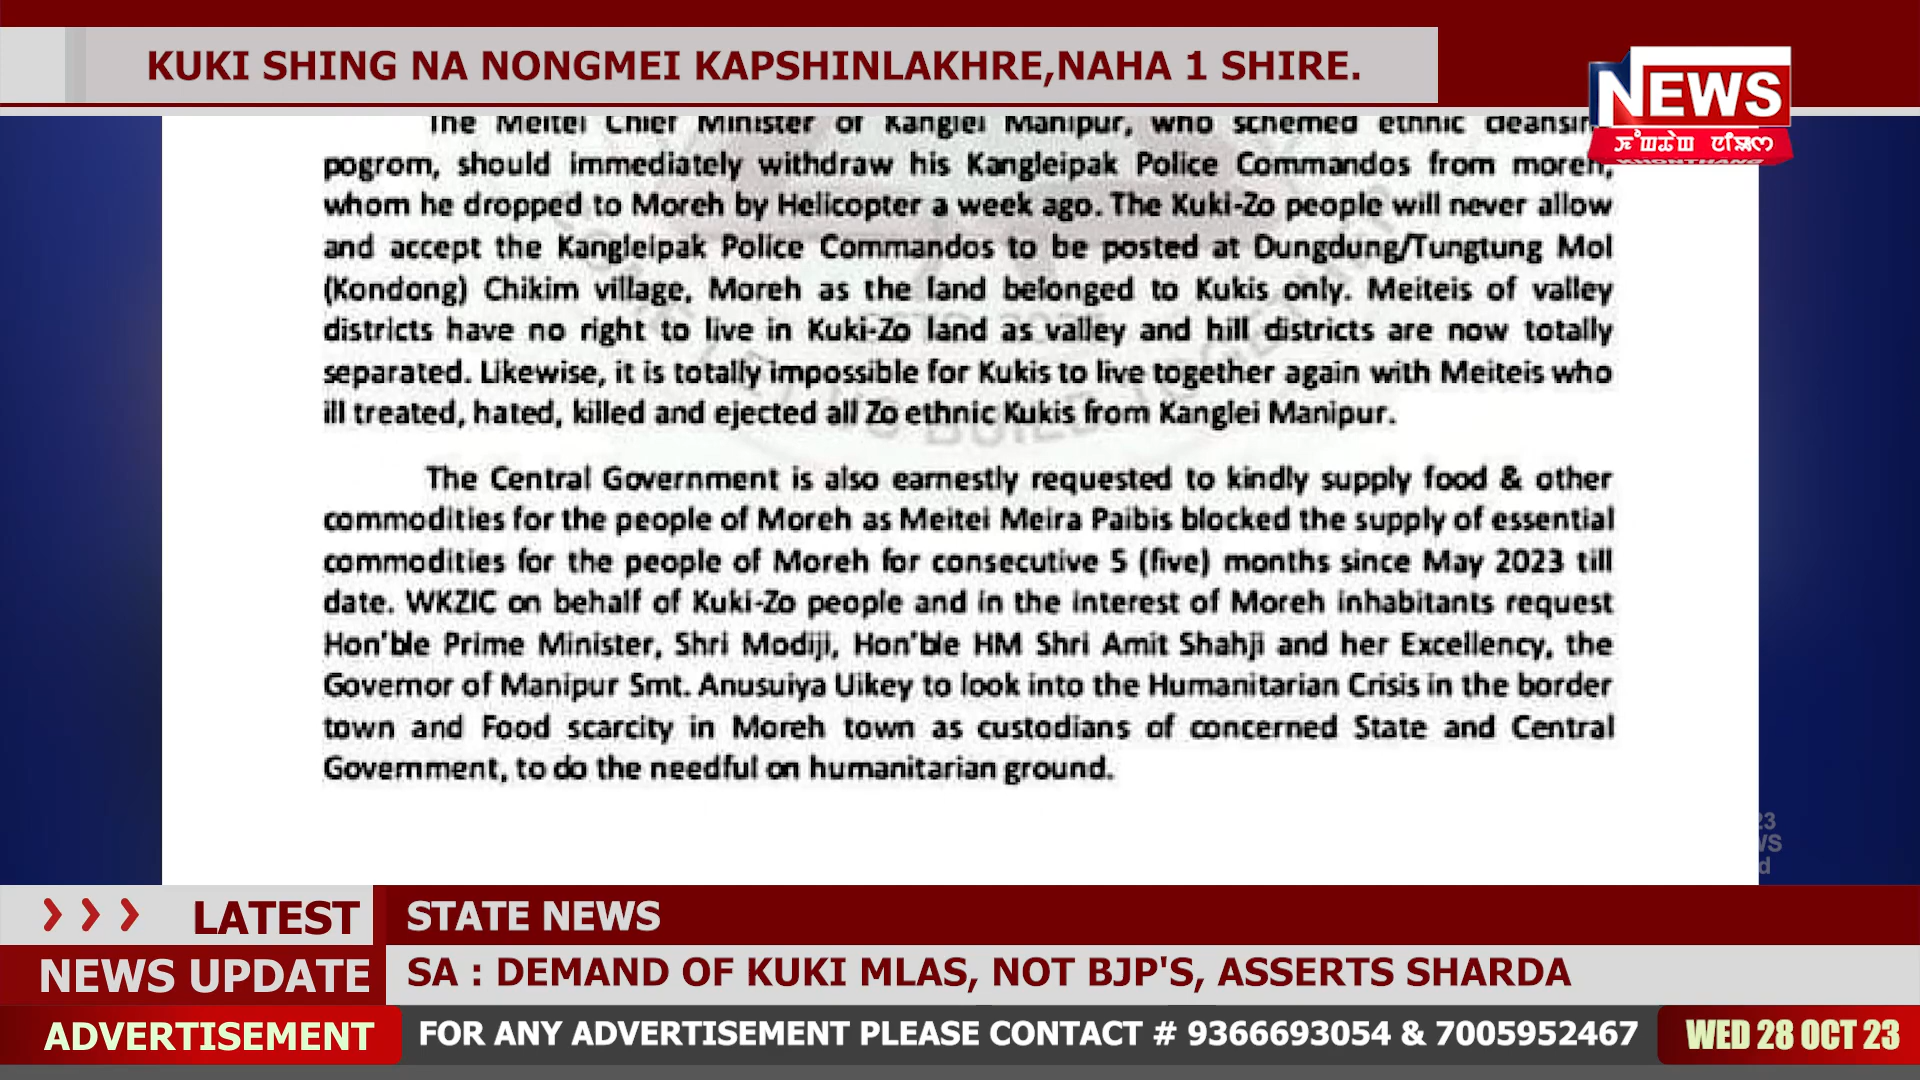 KUKI SHING NA NONGMEI KAPSHINLAKHRE,NAHA 1 SHIRE.
NEWS
KHONTHANG
The Meitei Chief Minister of Kanglei Manipur, who schemed ethnic cleansing
pogrom, should immediately withdraw his Kangleipak Police Commandos from moreh,
whom he dropped to Moreh by Helicopter a week ago. The Kuki-Zo people will never allow
and accept the Kangleipak Police Commandos to be posted at Dungdung/Tungtung Mol
(Kondong) Chikim village, Moreh as the land belonged to Kukis only. Meiteis of valley
districts have no right to live in Kuki-Zo land as valley and hill districts are now totally
separated. Likewise, it is totally impossible for Kukis to live together again with Meiteis who
ill treated, hated, killed and ejected all Zo ethnic Kukis from Kanglei Manipur.
The Central Government is also earnestly requested to kindly supply food & other
commodities for the people of Moreh as Meitei Meira Paibis blocked the supply of essential
commodities for the people of Moreh for consecutive 5 (five) months since May 2023 till
date. WKZIC on behalf of Kuki-Zo people and in the interest of Moreh inhabitants request
Hon'ble Prime Minister, Shri Modiji, Hon'ble HM Shri Amit Shahji and her Excellency, the
Governor of Manipur Smt. Anusuiya Uikey to look into the Humanitarian Crisis in the border
town and Food scarcity in Moreh town as custodians of concerned State and Central
Government, to do the needful on humanitarian ground.
LATEST
STATE NEWS
NEWS UPDATE
SA : DEMAND OF KUKI MLAS, NOT BJP'S, ASSERTS SHARDA
ADVERTISEMENT
FOR ANY ADVERTISEMENT PLEASE CONTACT # 9366693054 & 7005952467
WED 28 OCT 23